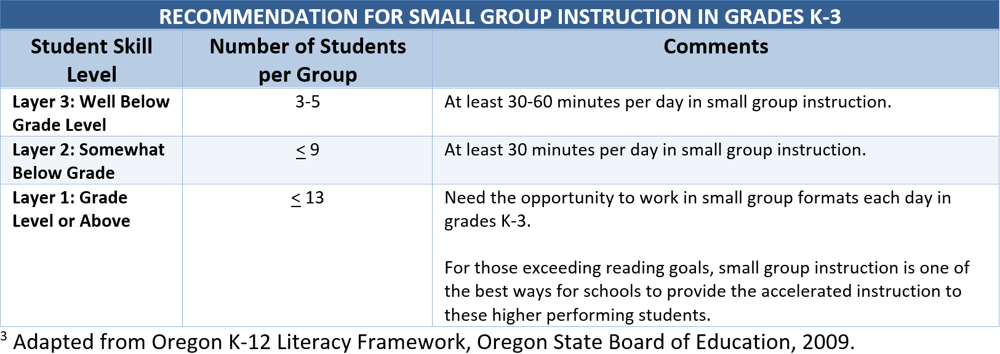 RECOMMENDATION FOR SMALL GROUP INSTRUCTION IN GRADES K-3
Student Skill
Level
Number of Students
per Group
Comments
Layer 3: Well Below
Grade Level
3-5
At least 30-60 minutes per day in small group instruction.
Layer 2: Somewhat
Below Grade
≤ 9
At least 30 minutes per day in small group instruction.
Layer 1: Grade
Level or Above
≤ 13
Need the opportunity to work in small group formats each day in
grades K-3.
For those exceeding reading goals, small group instruction is one of
the best ways for schools to provide the accelerated instruction to
these higher performing students.
³ Adapted from Oregon K-12 Literacy Framework, Oregon State Board of Education, 2009.